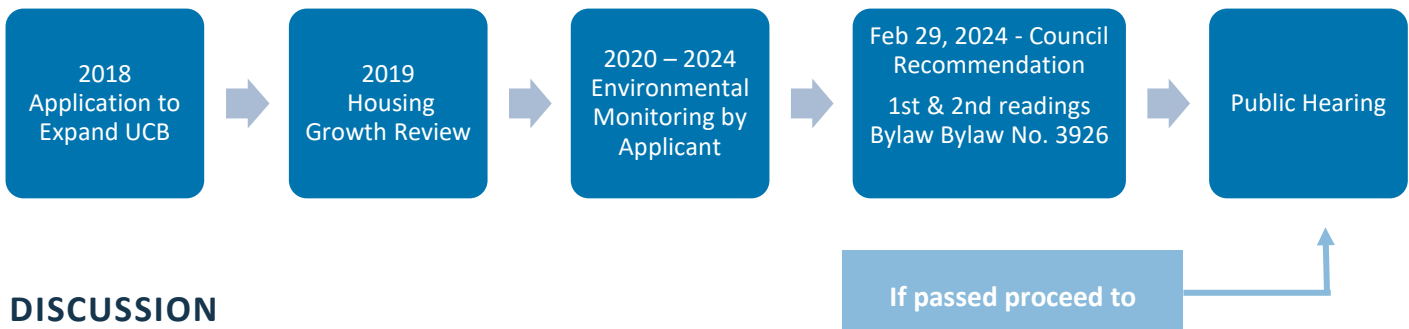 2018
Application to
Expand UCB
2019
Housing
Growth Review
2020 – 2024
Environmental
Monitoring by
Applicant
Feb 29, 2024 - Council
Recommendation
1st & 2nd readings
Bylaw Bylaw No. 3926
Public Hearing
If passed proceed to
DISCUSSION